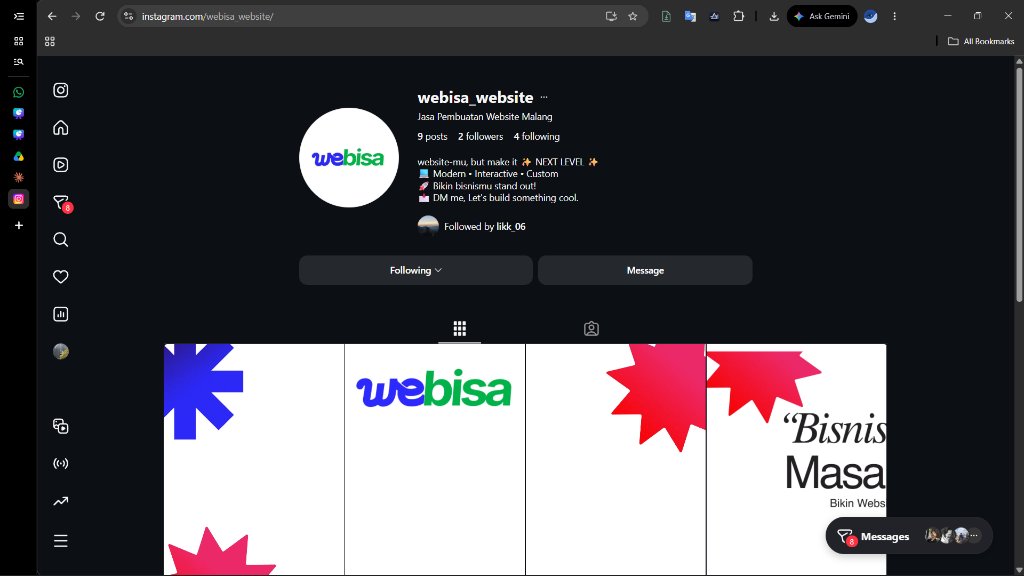 instagram.com/webisa_website/
Ask Gemini
All Bookmarks
webisa_website ...
Jasa Pembuatan Website Malang
9 posts 2 followers 4 following
website-mu, but make it ✨ NEXT LEVEL ✨
💻 Modern • Interactive • Custom
🚀 Bikin bisnismu stand out!
📩 DM me, Let's build something cool.
Followed by likk_06
webisa
Following
Message
8
webisa
“Bisnis
Masa
Bikin Webs
8
Messages